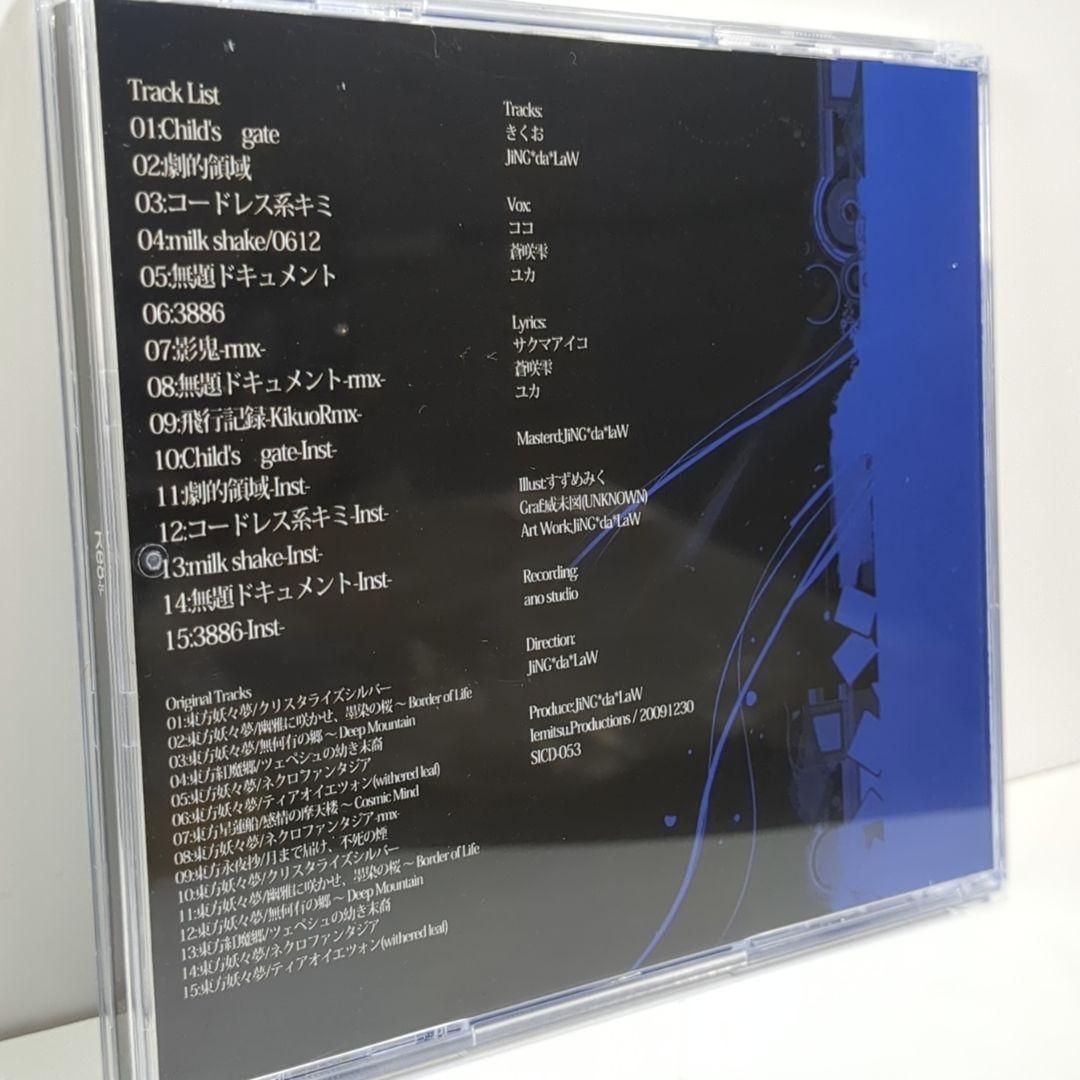 Track List
01:Child's gate
02:劇的領域
03:コードレス系キミ
04:milk shake/0612
05:無題ドキュメント
06:3886
07:影鬼-rmx-
08:無題ドキュメント-rmx-
09:飛行記録-KikuoRmx-
10:Child's gate-Inst-
11:劇的領域-Inst-
12:コードレス系キミ-Inst-
13:milk shake-Inst-
14:無題ドキュメント-Inst-
15:3886-Inst-
Original Tracks
01:東方妖々夢/クリスタライズシルバー
02:東方妖々夢/幽雅に咲かせ、墨染の桜～Border of Life
03:東方妖々夢/無何有の郷～Deep Mountain
04:東方紅魔郷/ツェペシュの幼き末裔
05:東方妖々夢/ネクロファンタジア
06:東方妖々夢/ティアオイエツォン(withered leaf)
07:東方星蓮船/感情の摩天楼～Cosmic Mind
08:東方妖々夢/ネクロファンタジア-rmx-
09:東方永夜抄/月まで届け、不死の煙
10:東方妖々夢/クリスタライズシルバー
11:東方妖々夢/幽雅に咲かせ、墨染の桜～Border of Life
12:東方妖々夢/無何有の郷～Deep Mountain
13:東方紅魔郷/ツェペシュの幼き末裔
14:東方妖々夢/ネクロファンタジア
15:東方妖々夢/ティアオイエツォン(withered leaf)
Tracks:
きくお
JiNG*da*LaW
Vox:
ココ
蒼咲雫
ユカ
Lyrics:
サクマアイコ
蒼咲雫
ユカ
Masterd:JiNG*da*laW
Illust:すずめみく
Graf:威未図(UNKNOWN)
Art Work:JiNG*da*LaW
Recording:
ano studio
Direction:
JiNG*da*LaW
Produce:JiNG*da*LaW
Iemitsu.Productions / 20091230
SICD-053